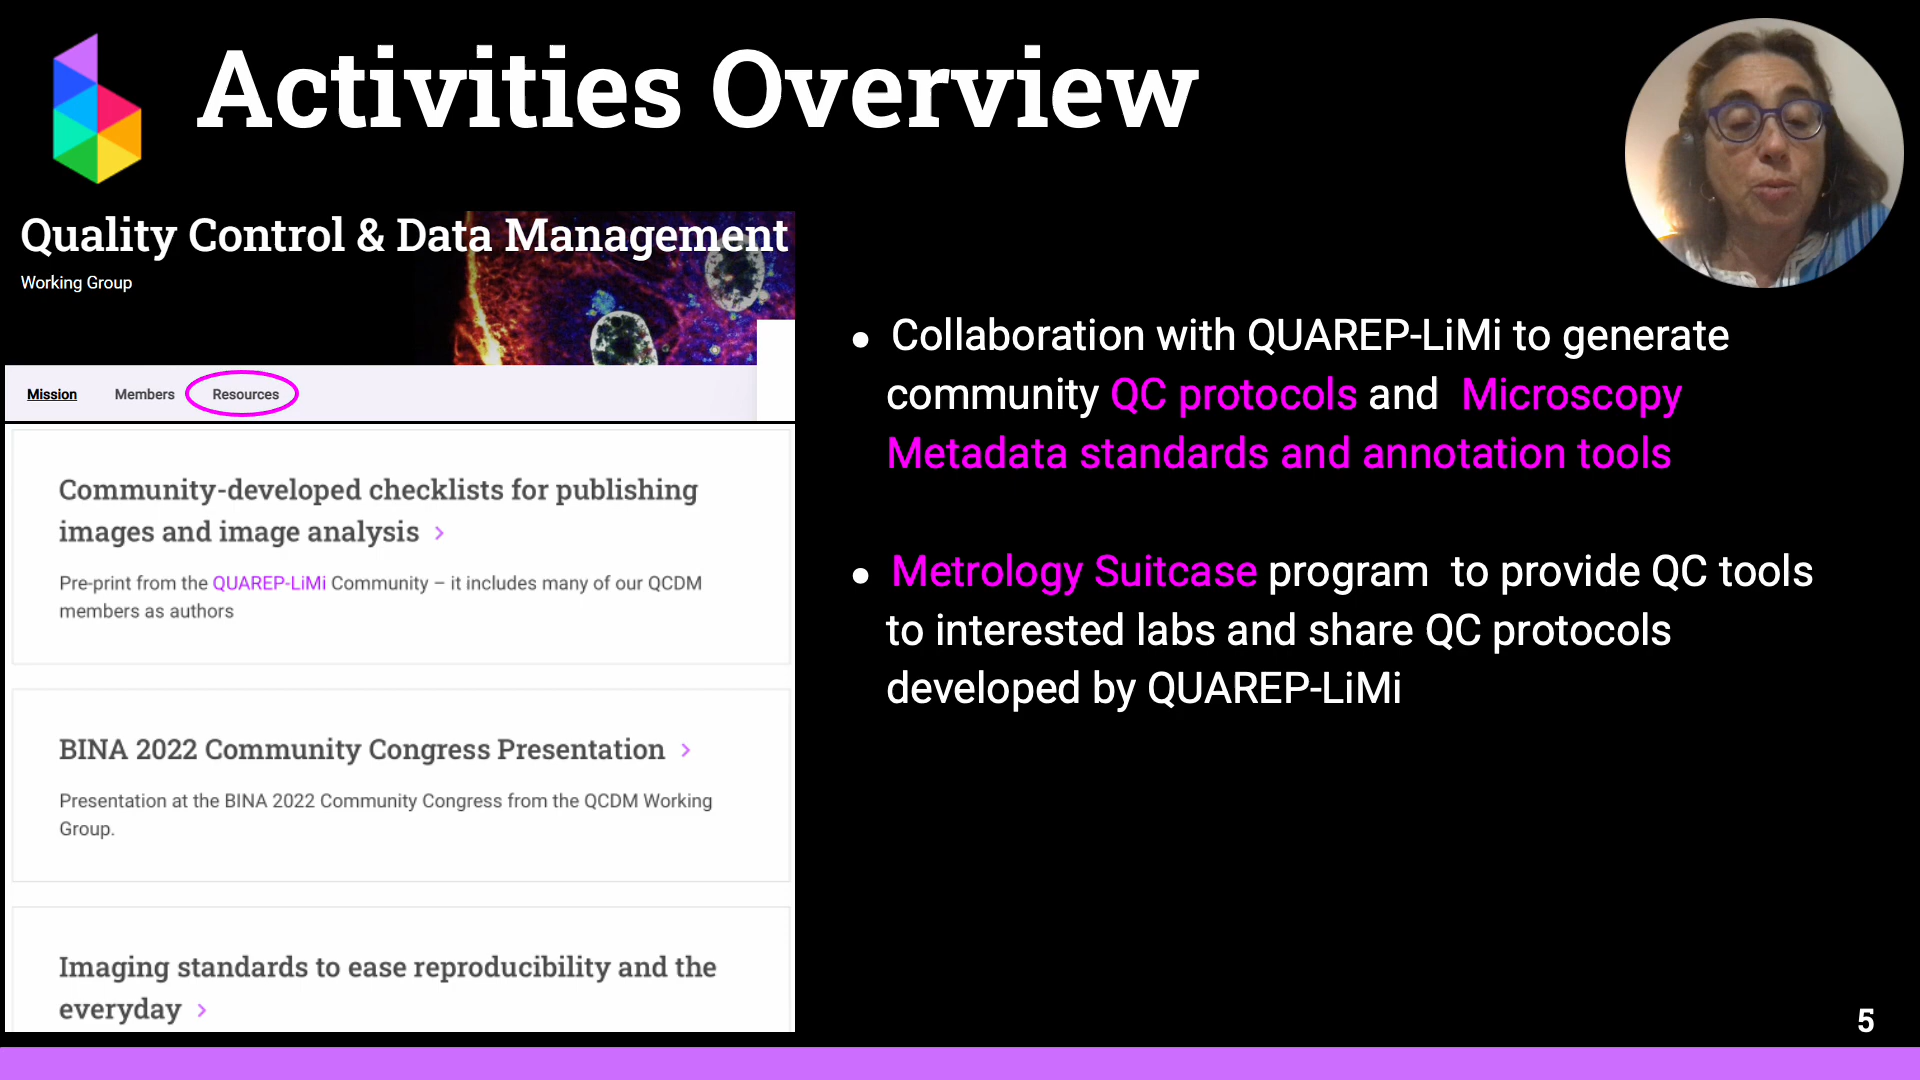 Activities Overview
Quality Control & Data Management
Working Group
Mission Members Resources
Community-developed checklists for publishing
images and image analysis >
Pre-print from the QUAREP-LiMi Community – it includes many of our QCDM
members as authors
BINA 2022 Community Congress Presentation >
Presentation at the BINA 2022 Community Congress from the QCDM Working
Group.
Imaging standards to ease reproducibility and the
everyday >
● Collaboration with QUAREP-LiMi to generate
community QC protocols and Microscopy
Metadata standards and annotation tools
● Metrology Suitcase program to provide QC tools
to interested labs and share QC protocols
developed by QUAREP-LiMi
5